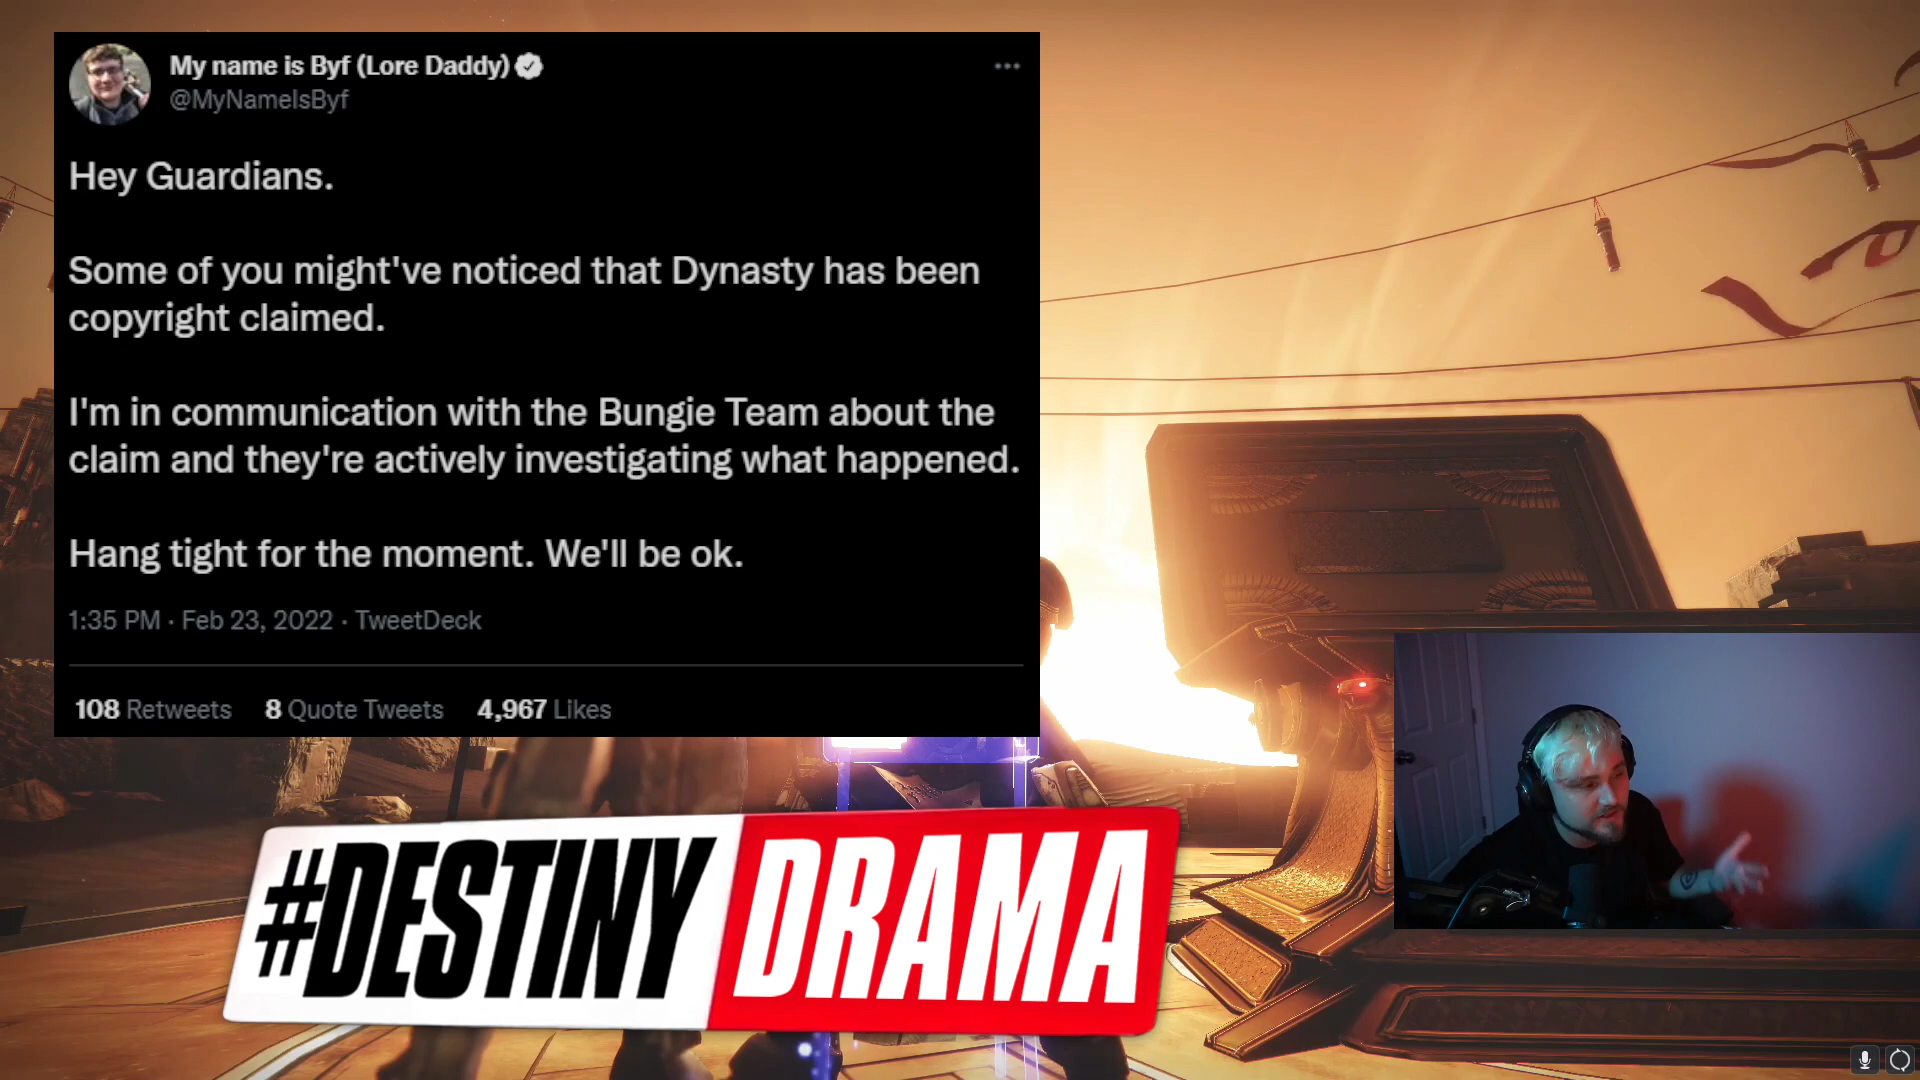 My name is Byf (Lore Daddy)
@MyNameIsByf
Hey Guardians.
Some of you might've noticed that Dynasty has been
copyright claimed.
I'm in communication with the Bungie Team about the
claim and they're actively investigating what happened.
Hang tight for the moment. We'll be ok.
1:35 PM · Feb 23, 2022 · TweetDeck
108 Retweets 8 Quote Tweets 4,967 Likes
#DESTINY DRAMA